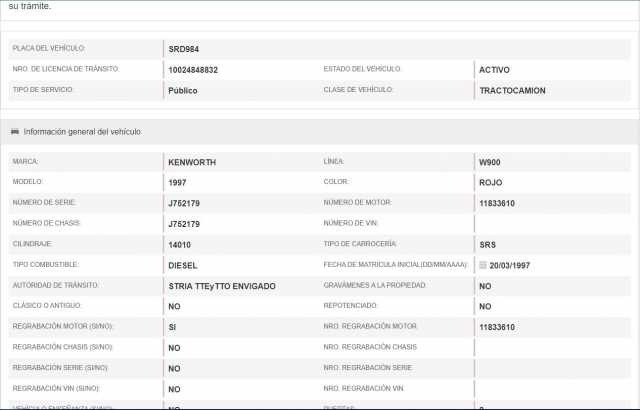 su trámite.
PLACA DEL VEHÍCULO: SRD984
NRO. DE LICENCIA DE TRÁNSITO: 10024848832 ESTADO DEL VEHÍCULO: ACTIVO
TIPO DE SERVICIO: Público CLASE DE VEHÍCULO: TRACTOCAMION
Información general del vehículo
MARCA: KENWORTH LÍNEA: W900
MODELO: 1997 COLOR: ROJO
NÚMERO DE SERIE: J752179 NÚMERO DE MOTOR: 11833610
NÚMERO DE CHASIS: J752179 NÚMERO DE VIN:
CILINDRAJE: 14010 TIPO DE CARROCERÍA: SRS
TIPO COMBUSTIBLE: DIESEL FECHA DE MATRICULA INICIAL(DD/MM/AAAA): 20/03/1997
AUTORIDAD DE TRÁNSITO: STRIA TTEyTTO ENVIGADO GRAVÁMENES A LA PROPIEDAD: NO
CLÁSICO O ANTIGUO: NO REPOTENCIADO: NO
REGRABACIÓN MOTOR (SI/NO): SI NRO. REGRABACIÓN MOTOR 11833610
REGRABACIÓN CHASIS (SI/NO): NO NRO. REGRABACIÓN CHASIS
REGRABACIÓN SERIE (SI/NO): NO NRO. REGRABACIÓN SERIE
REGRABACIÓN VIN (SI/NO): NO NRO. REGRABACIÓN VIN
VEHÍCULO ENSEÑANZA (SI/NO): NO PUERTAS: